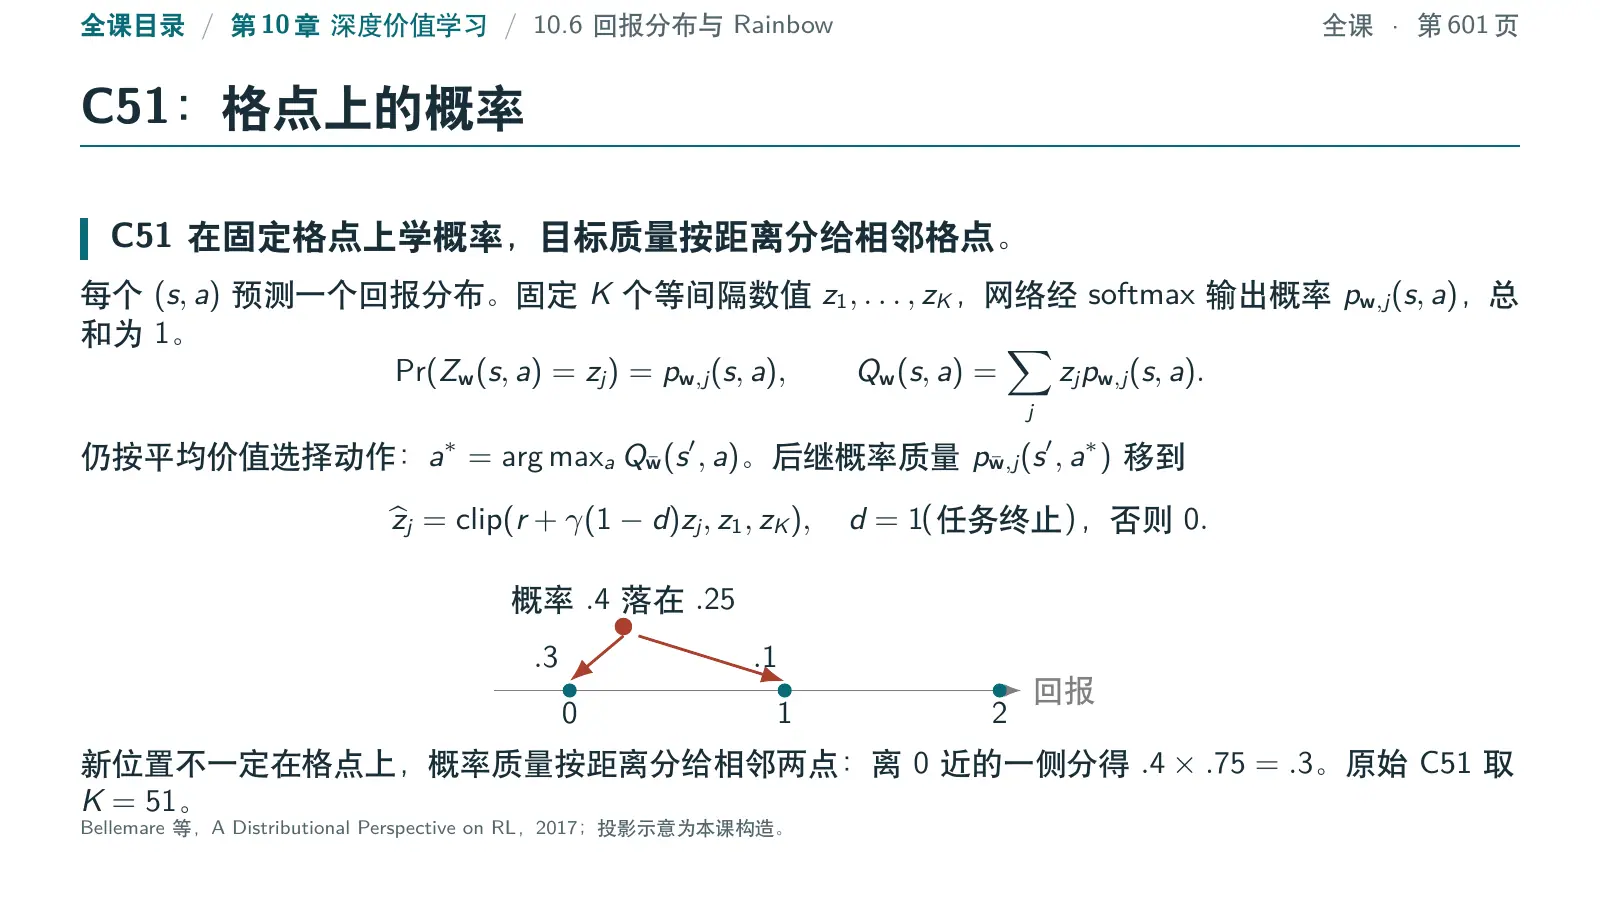 全课目录 / 第 10 章 深度价值学习 / 10.6 回报分布与 Rainbow
全课 · 第 601 页
C51：格点上的概率
C51 在固定格点上学概率，目标质量按距离分给相邻格点。
每个 (s, a) 预测一个回报分布。固定 K 个等间隔数值 z₁, . . . , z_K，网络经 softmax 输出概率 p_{w,j}(s, a)，总
和为 1。
Pr(Z_w(s, a) = z_j) = p_{w,j}(s, a),  Q_w(s, a) = ∑_j z_j p_{w,j}(s, a).
仍按平均价值选择动作：a* = arg max_a Q_{w̄}(s′, a)。后继概率质量 p_{w̄,j}(s′, a*) 移到
ẑ_j = clip(r + γ(1 − d)z_j, z₁, z_K),  d = 1(任务终止)，否则 0.
概率 .4 落在 .25
.3 .1
回报
0 1 2
新位置不一定在格点上，概率质量按距离分给相邻两点：离 0 近的一侧分得 .4 × .75 = .3。原始 C51 取
K = 51。
Bellemare 等，A Distributional Perspective on RL，2017；投影示意为本课构造。